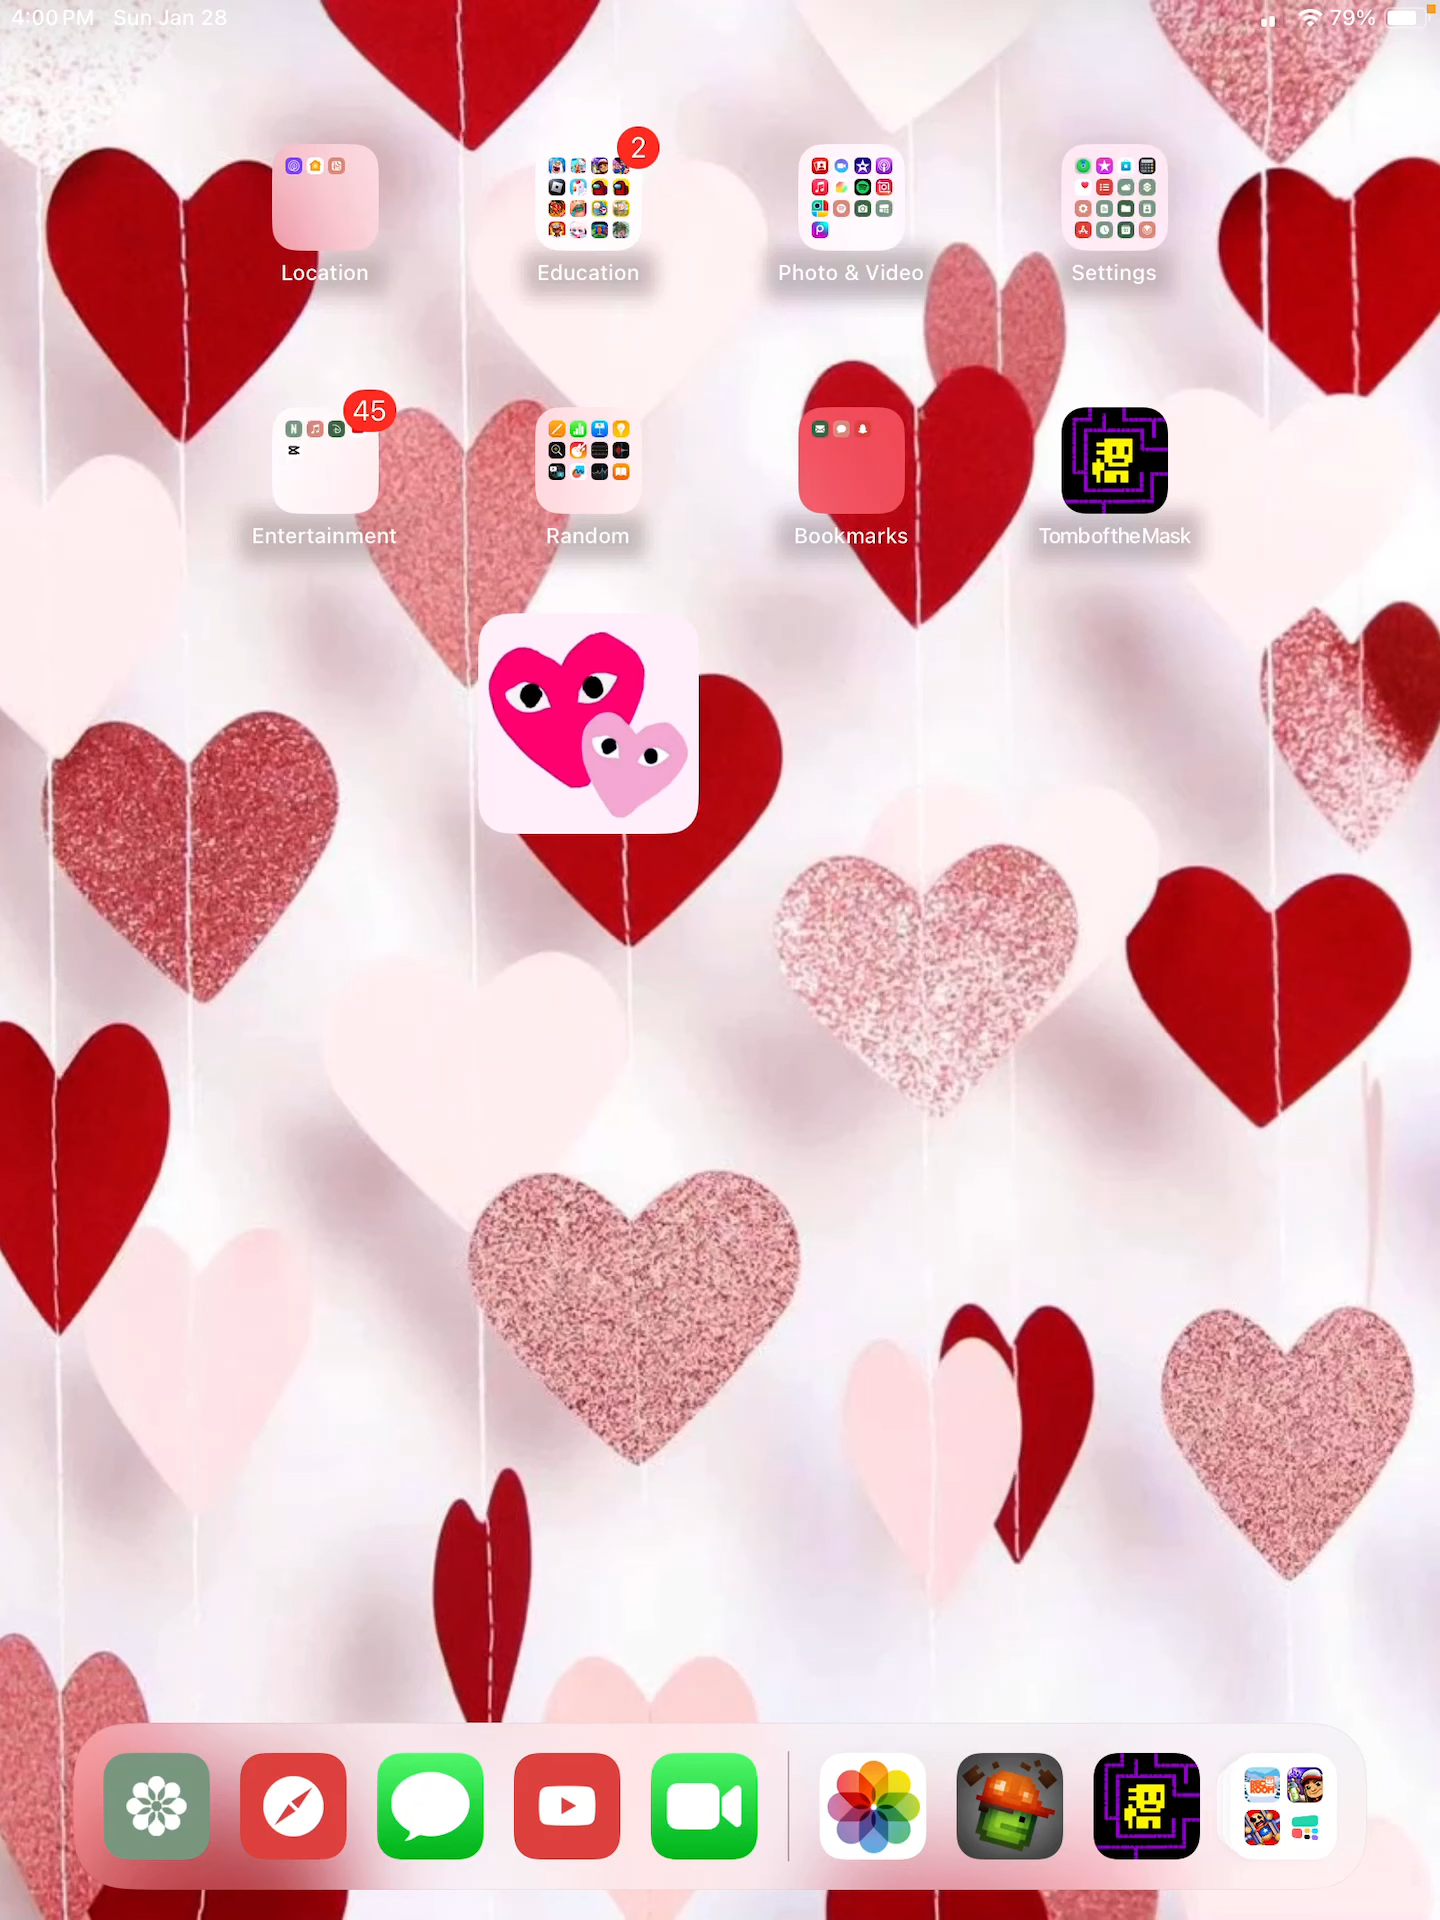 4:00 PM Sun Jan 28
79%
2
Location
Education
Photo & Video
Settings
45
Entertainment
Random
Bookmarks
TomboftheMask